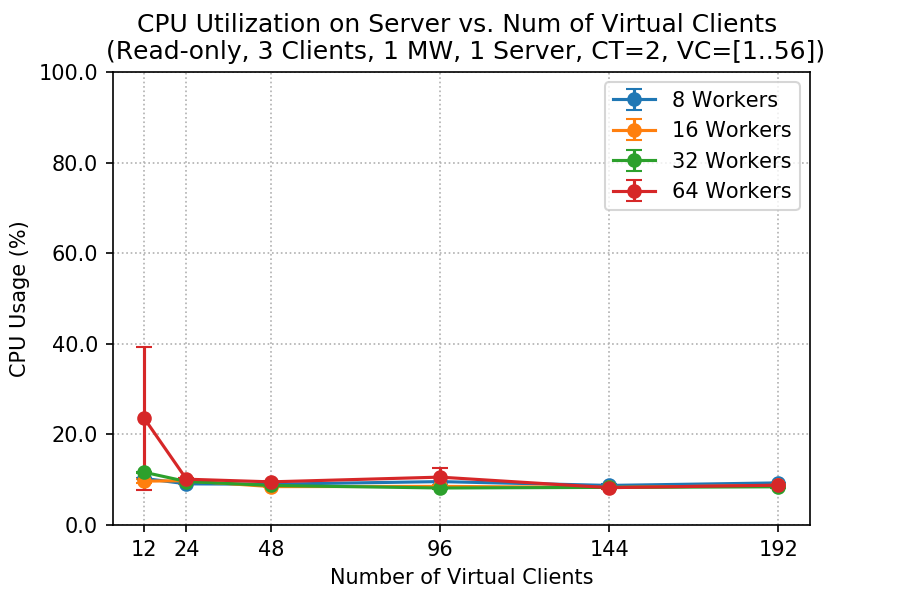 CPU Utilization on Server vs. Num of Virtual Clients
(Read-only, 3 Clients, 1 MW, 1 Server, CT=2, VC=[1..56])
100.0
80.0
60.0
40.0
20.0
0.0
CPU Usage (%)
8 Workers
16 Workers
32 Workers
64 Workers
12 24 48 96 144 192
Number of Virtual Clients